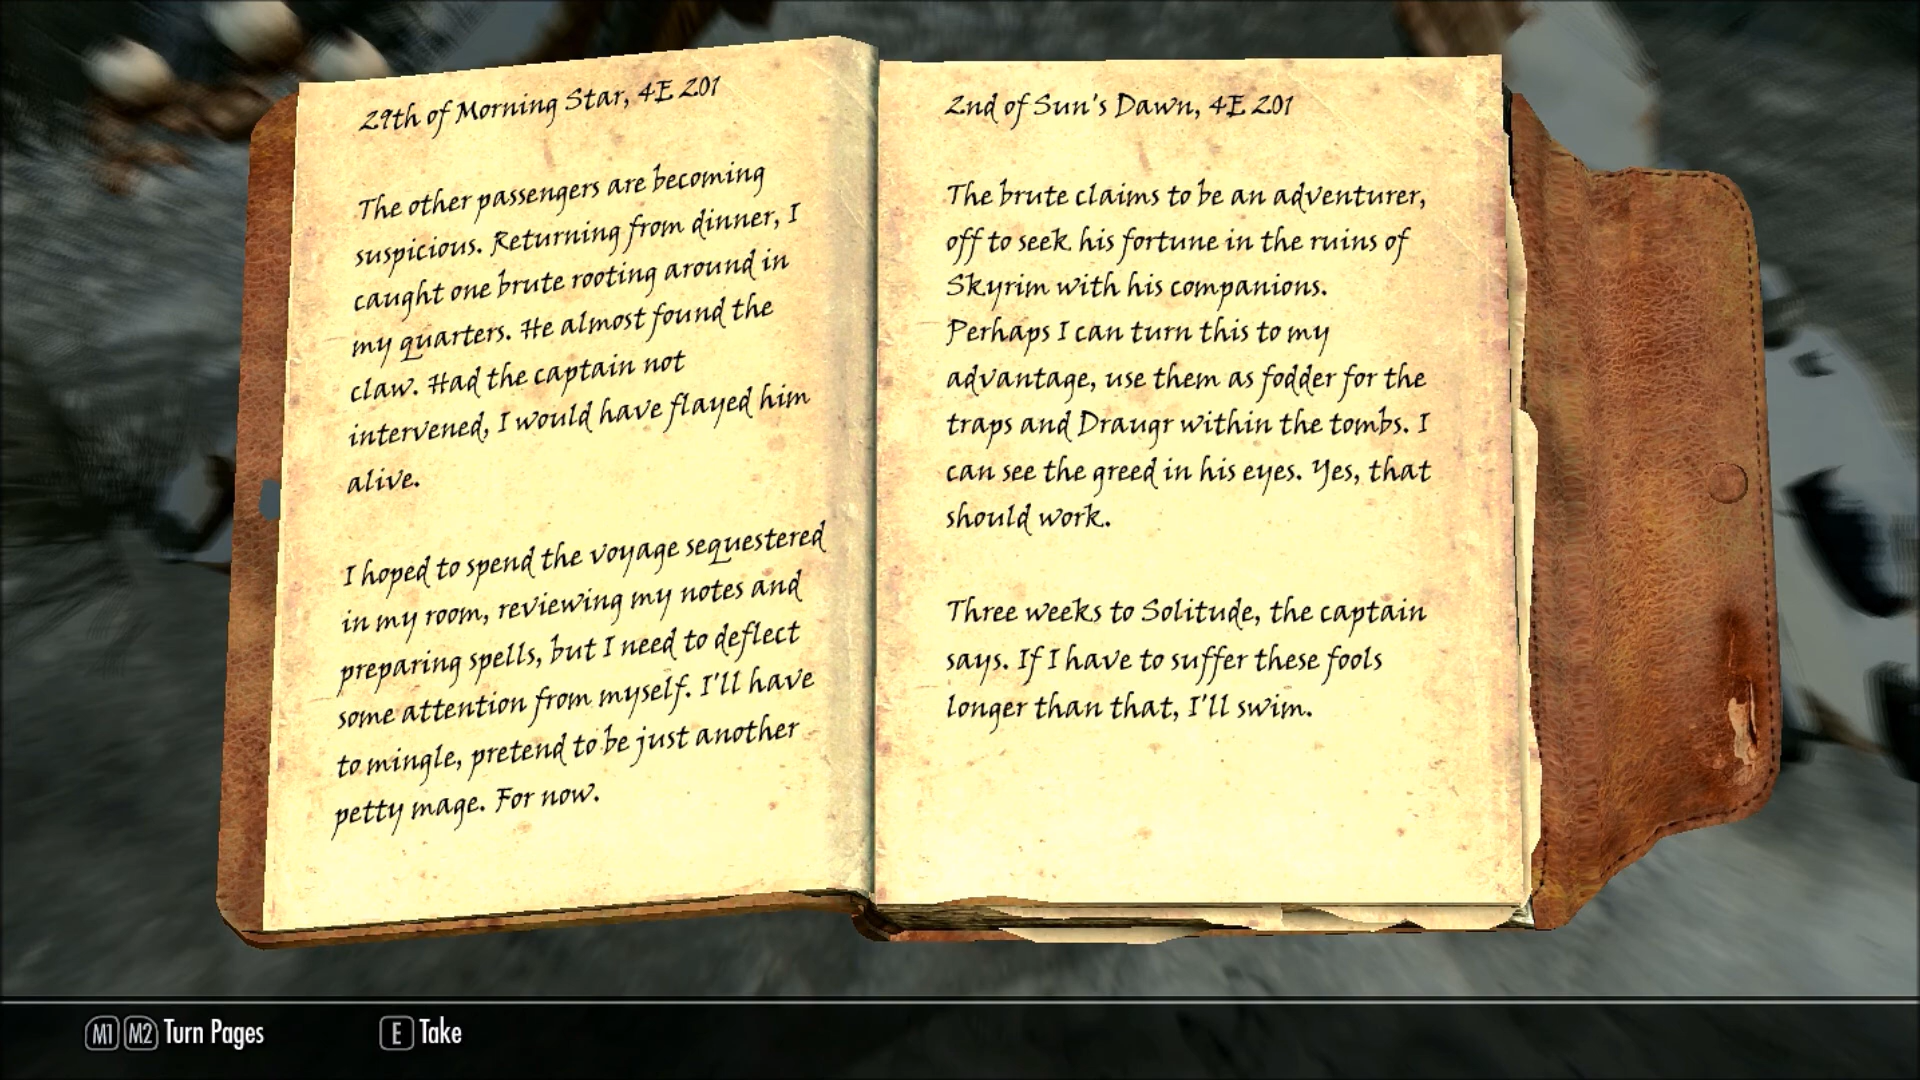 29th of Morning Star, 4E 201
The other passengers are becoming
suspicious. Returning from dinner, I
caught one brute rooting around in
my quarters. He almost found the
claw. Had the captain not
intervened, I would have flayed him
alive.
I hoped to spend the voyage sequestered
in my room, reviewing my notes and
preparing spells, but I need to deflect
some attention from myself. I'll have
to mingle, pretend to be just another
petty mage. For now.
2nd of Sun's Dawn, 4E 201
The brute claims to be an adventurer,
off to seek his fortune in the ruins of
Skyrim with his companions.
Perhaps I can turn this to my
advantage, use them as fodder for the
traps and Draugr within the tombs. I
can see the greed in his eyes. Yes, that
should work.
Three weeks to Solitude, the captain
says. If I have to suffer these fools
longer than that, I'll swim.
M1 M2 Turn Pages
E Take